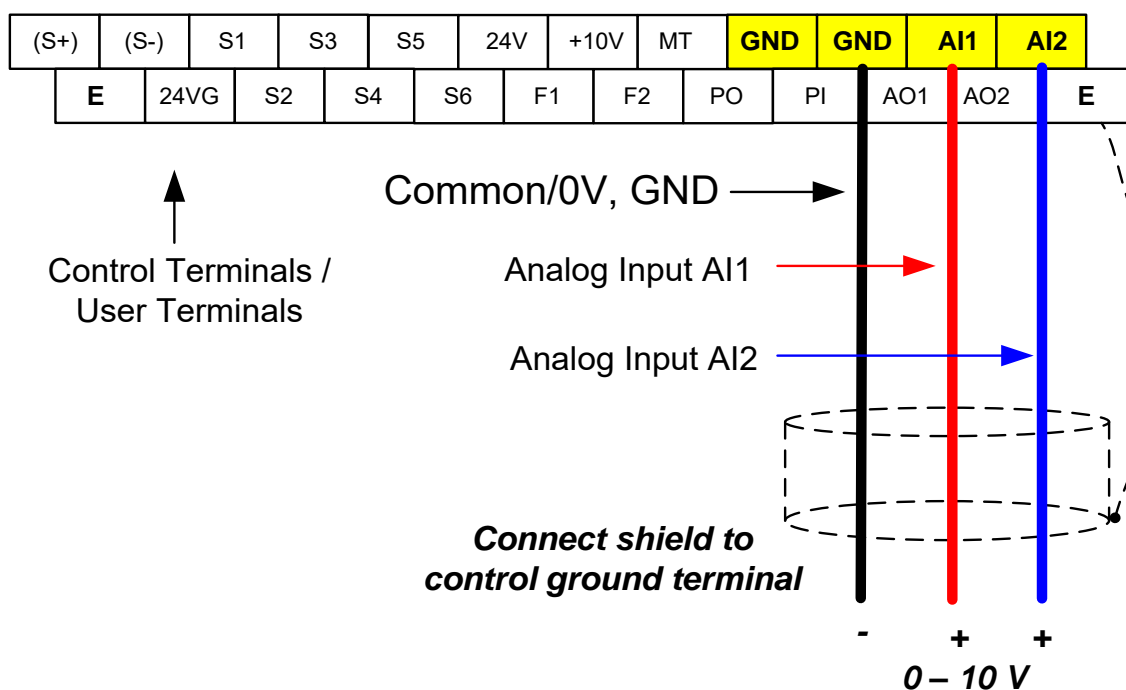 (S+) (S-) S1 S3 S5 24V +10V MT GND GND AI1 AI2
E 24VG S2 S4 S6 F1 F2 PO PI AO1 AO2 E
Common/0V, GND
Control Terminals /
User Terminals
Analog Input AI1
Analog Input AI2
Connect shield to
control ground terminal
- + +
0 – 10 V